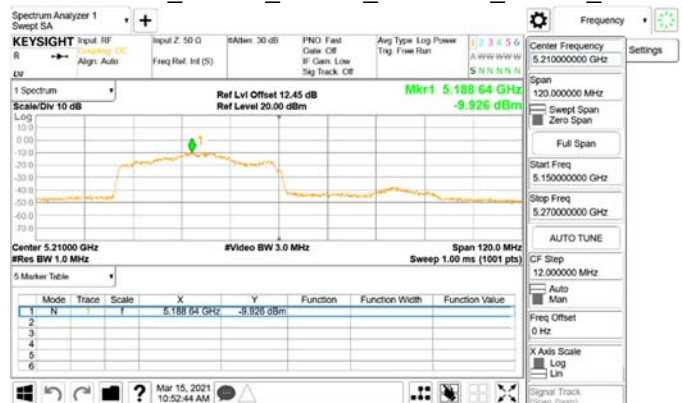 Spectrum Analyzer 1
Swept SA
Frequency
Settings
KEYSIGHT
R
Input: RF
Coupling: DC
Align: Auto
Input Z: 50 Ω
Freq Ref: Int (S)
#Atten: 30 dB
PNO: Fast
Gate: Off
IF Gain: Low
Sig Track: Off
Avg Type: Log-Power
Trig: Free Run
1 2 3 4 5 6
A W W W W W
S N N N N N
1 Spectrum
Scale/Div 10 dB
Log
Ref Lvl Offset 12.45 dB
Ref Level 20.00 dBm
Mkr1 5.188 64 GHz
-9.926 dBm
10.0
0.00
-10.0
-20.0
-30.0
-40.0
-50.0
-60.0
-70.0
1
Center 5.21000 GHz
#Res BW 1.0 MHz
#Video BW 3.0 MHz
Span 120.0 MHz
Sweep 1.00 ms (1001 pts)
5 Marker Table
Mode Trace Scale X Y Function Function Width Function Value
1 N 1 f 5.188 64 GHz -9.926 dBm
2
3
4
5
6
Mar 15, 2021
10:52:44 AM
Center Frequency
5.210000000 GHz
Span
120.000000 MHz
Swept Span
Zero Span
Full Span
Start Freq
5.150000000 GHz
Stop Freq
5.270000000 GHz
AUTO TUNE
CF Step
12.000000 MHz
Auto
Man
Freq Offset
0 Hz
X Axis Scale
Log
Lin
Signal Track
(Span Zoom)